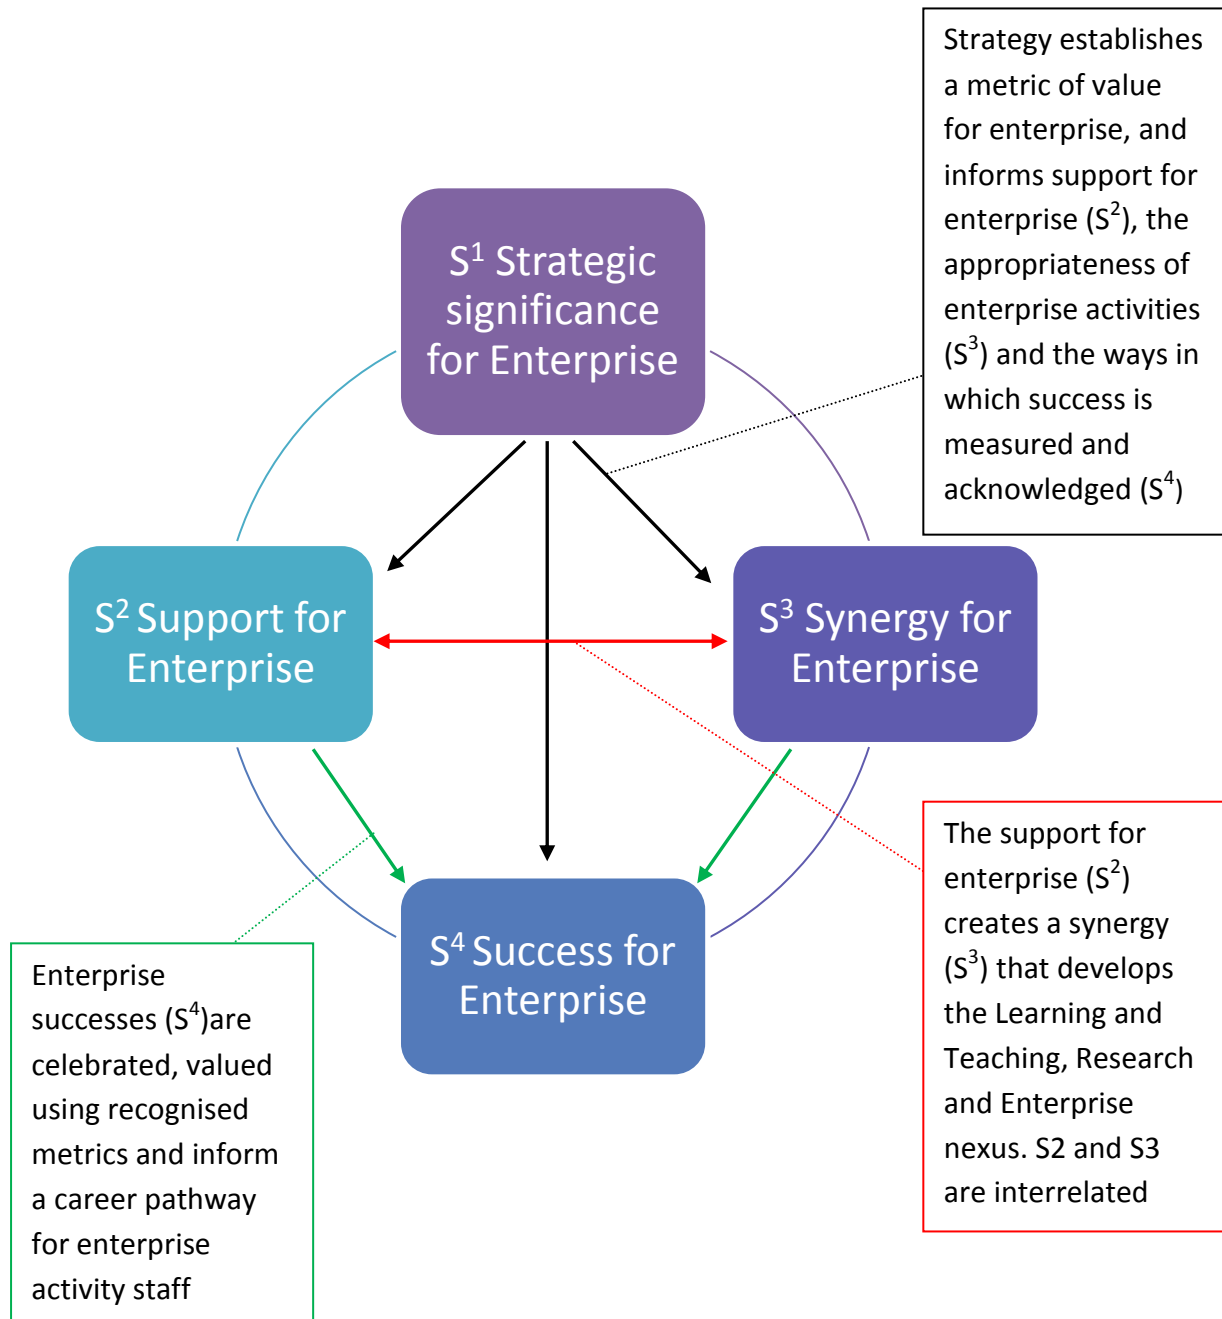 Strategy establishes
a metric of value
for enterprise, and
informs support for
enterprise (S²), the
appropriateness of
enterprise activities
(S³) and the ways in
which success is
measured and
acknowledged (S⁴)
S¹ Strategic
significance
for Enterprise
S² Support for
Enterprise
S³ Synergy for
Enterprise
S⁴ Success for
Enterprise
The support for
enterprise (S²)
creates a synergy
(S³) that develops
the Learning and
Teaching, Research
and Enterprise
nexus. S2 and S3
are interrelated
Enterprise
successes (S⁴)are
celebrated, valued
using recognised
metrics and inform
a career pathway
for enterprise
activity staff